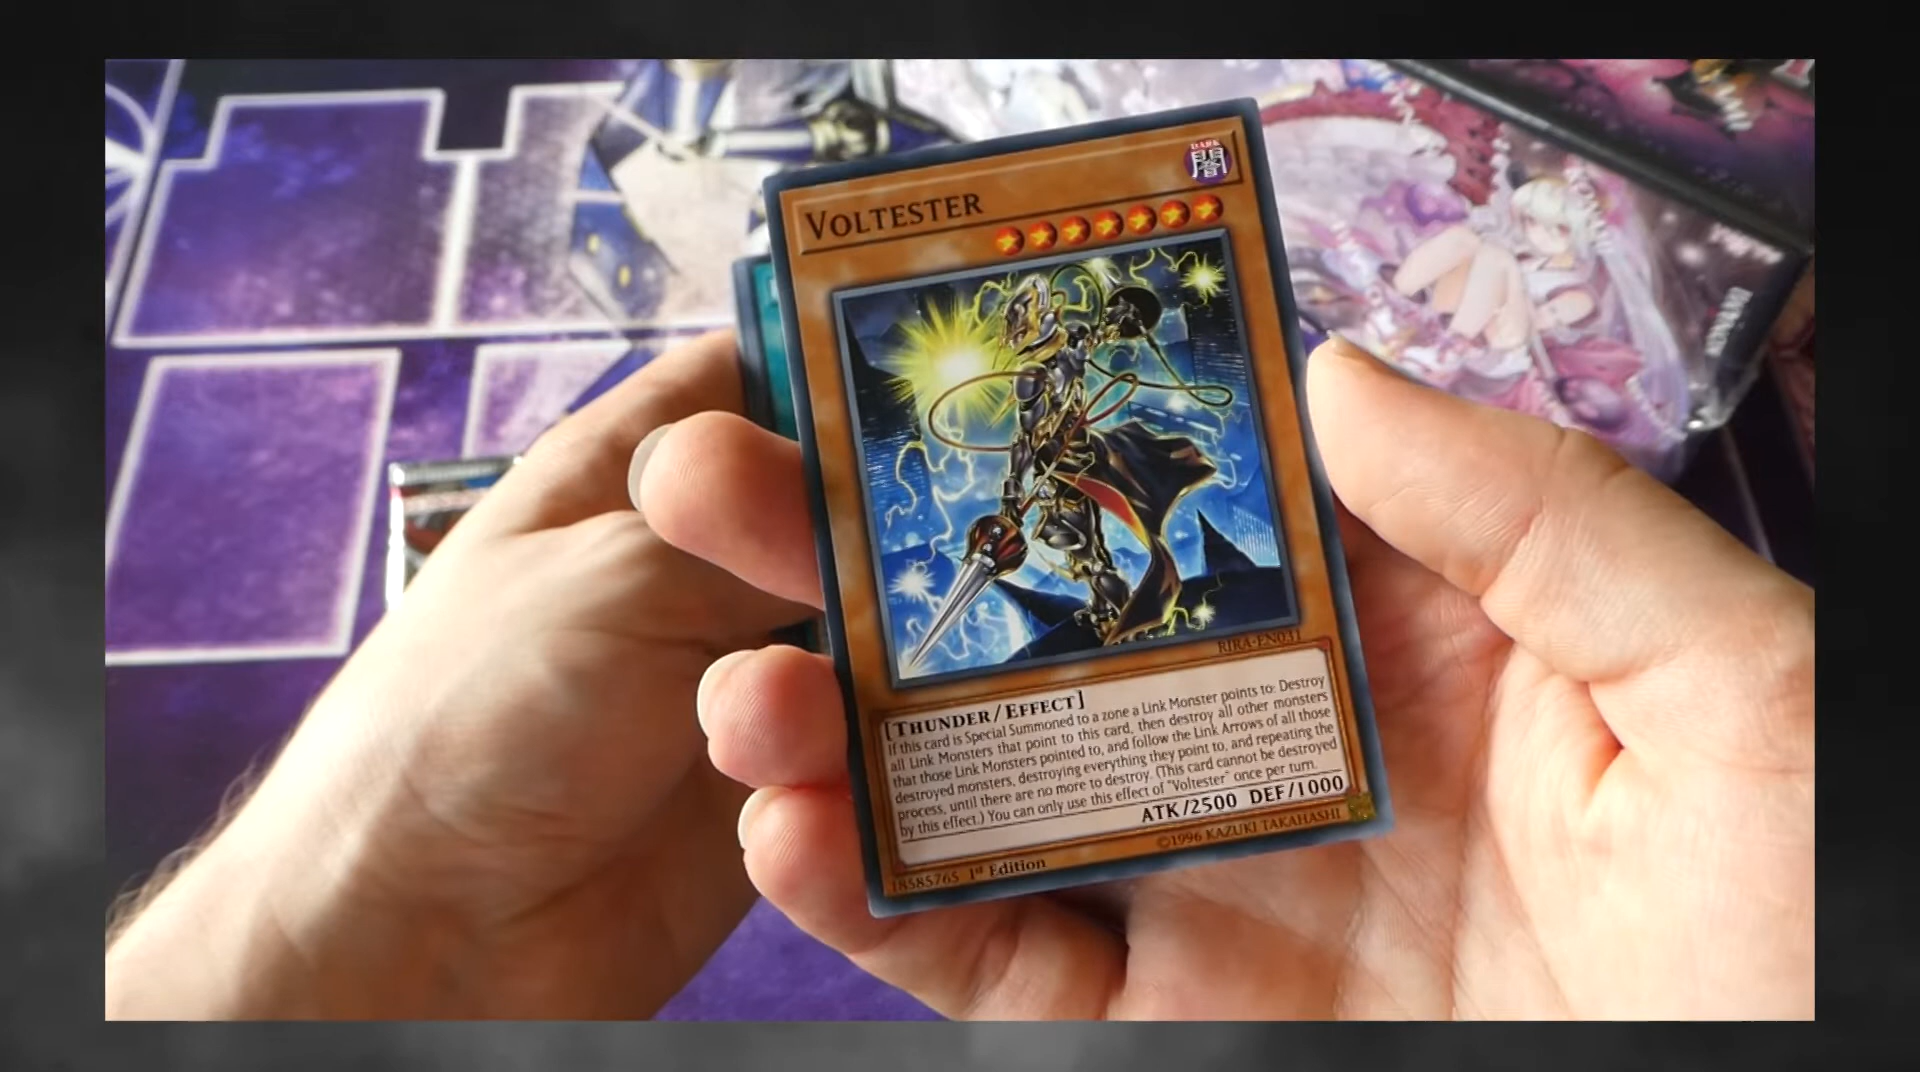 VOLTESTER
DARK
闇
RIRA-EN031
[THUNDER/EFFECT]
If this card is Special Summoned to a zone a Link Monster points to: Destroy
all Link Monsters that point to this card, then destroy all other monsters
that those Link Monsters pointed to, and follow the Link Arrows of all those
destroyed monsters, destroying everything they point to, and repeating the
process, until there are no more to destroy. (This card cannot be destroyed
by this effect.) You can only use this effect of "Voltester" once per turn.
ATK/2500 DEF/1000
18585765 1st Edition
©1996 KAZUKI TAKAHASHI